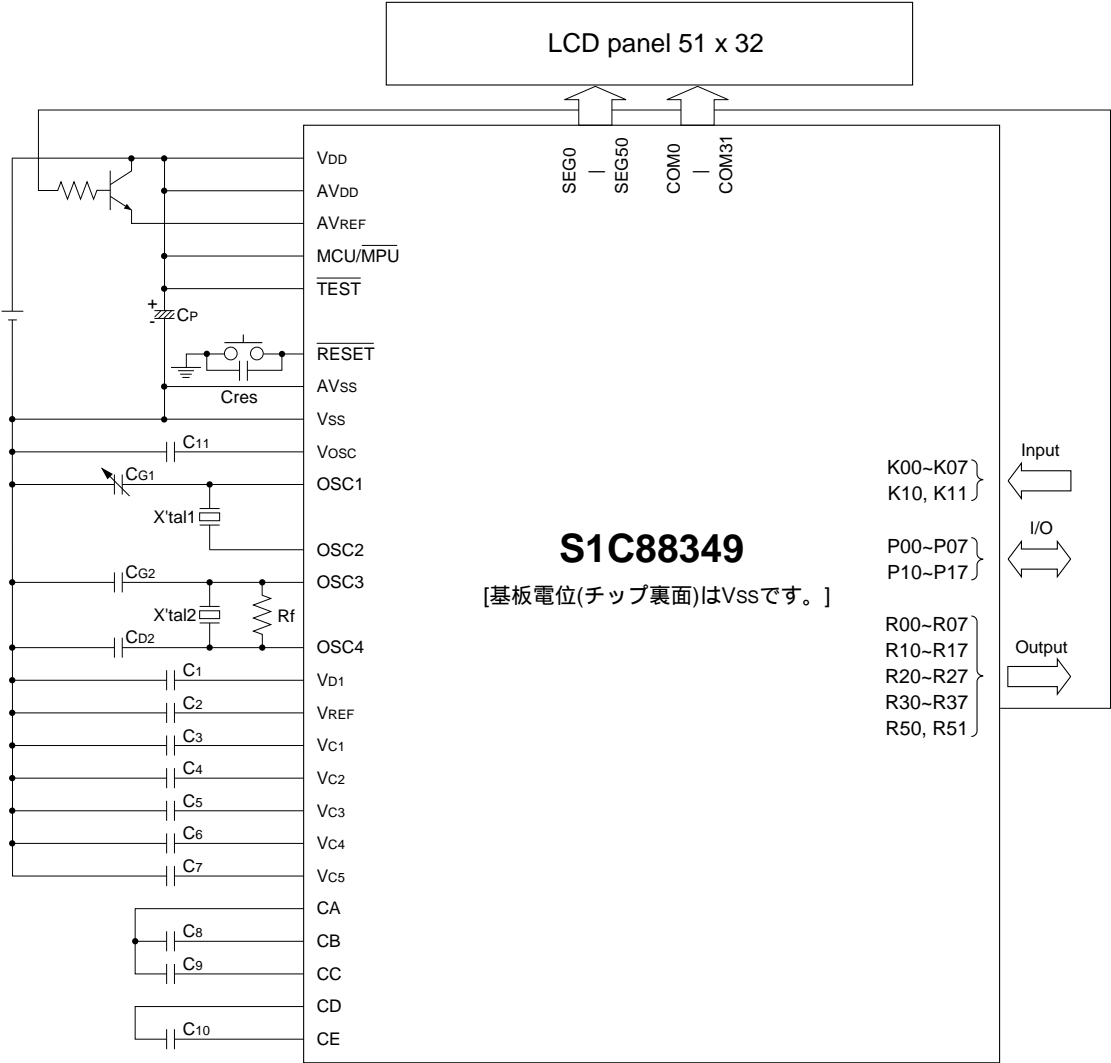 LCD panel 51 x 32
SEG0
—
SEG50
COM0
—
COM31
VDD
AVDD
AVREF
MCU/MPU
TEST
+
-
CP
RESET
Cres
AVSS
VSS
C11
VOSC
CG1
OSC1
X'tal1
OSC2
CG2
OSC3
X'tal2
Rf
CD2
OSC4
C1
VD1
C2
VREF
C3
VC1
C4
VC2
C5
VC3
C6
VC4
C7
VC5
CA
C8
CB
C9
CC
CD
C10
CE
S1C88349
[基板電位(チップ裏面)はVSSです。]
K00~K07
K10, K11
Input
P00~P07
P10~P17
I/O
R00~R07
R10~R17
R20~R27
R30~R37
R50, R51
Output